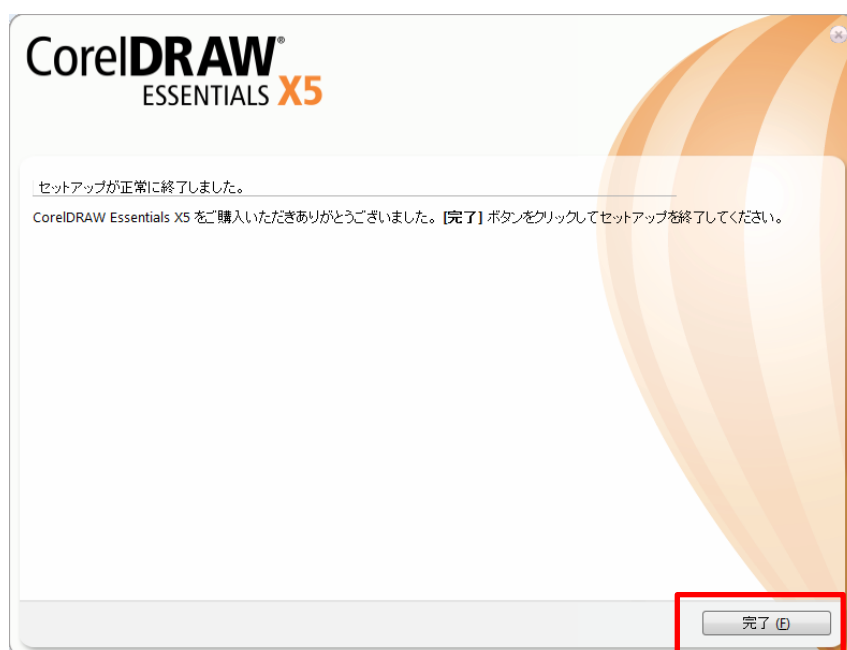 CorelDRAW®
ESSENTIALS X5
セットアップが正常に終了しました。
CorelDRAW Essentials X5 をご購入いただきありがとうございました。[完了] ボタンをクリックしてセットアップを終了してください。
完了 (F)